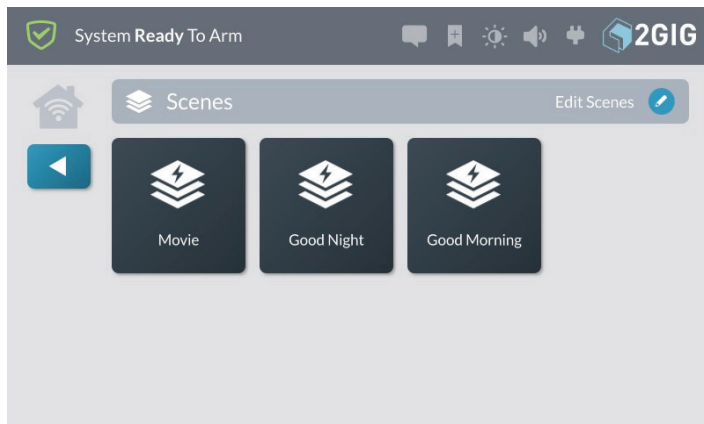 System Ready To Arm
2GIG
Scenes
Edit Scenes
Movie
Good Night
Good Morning